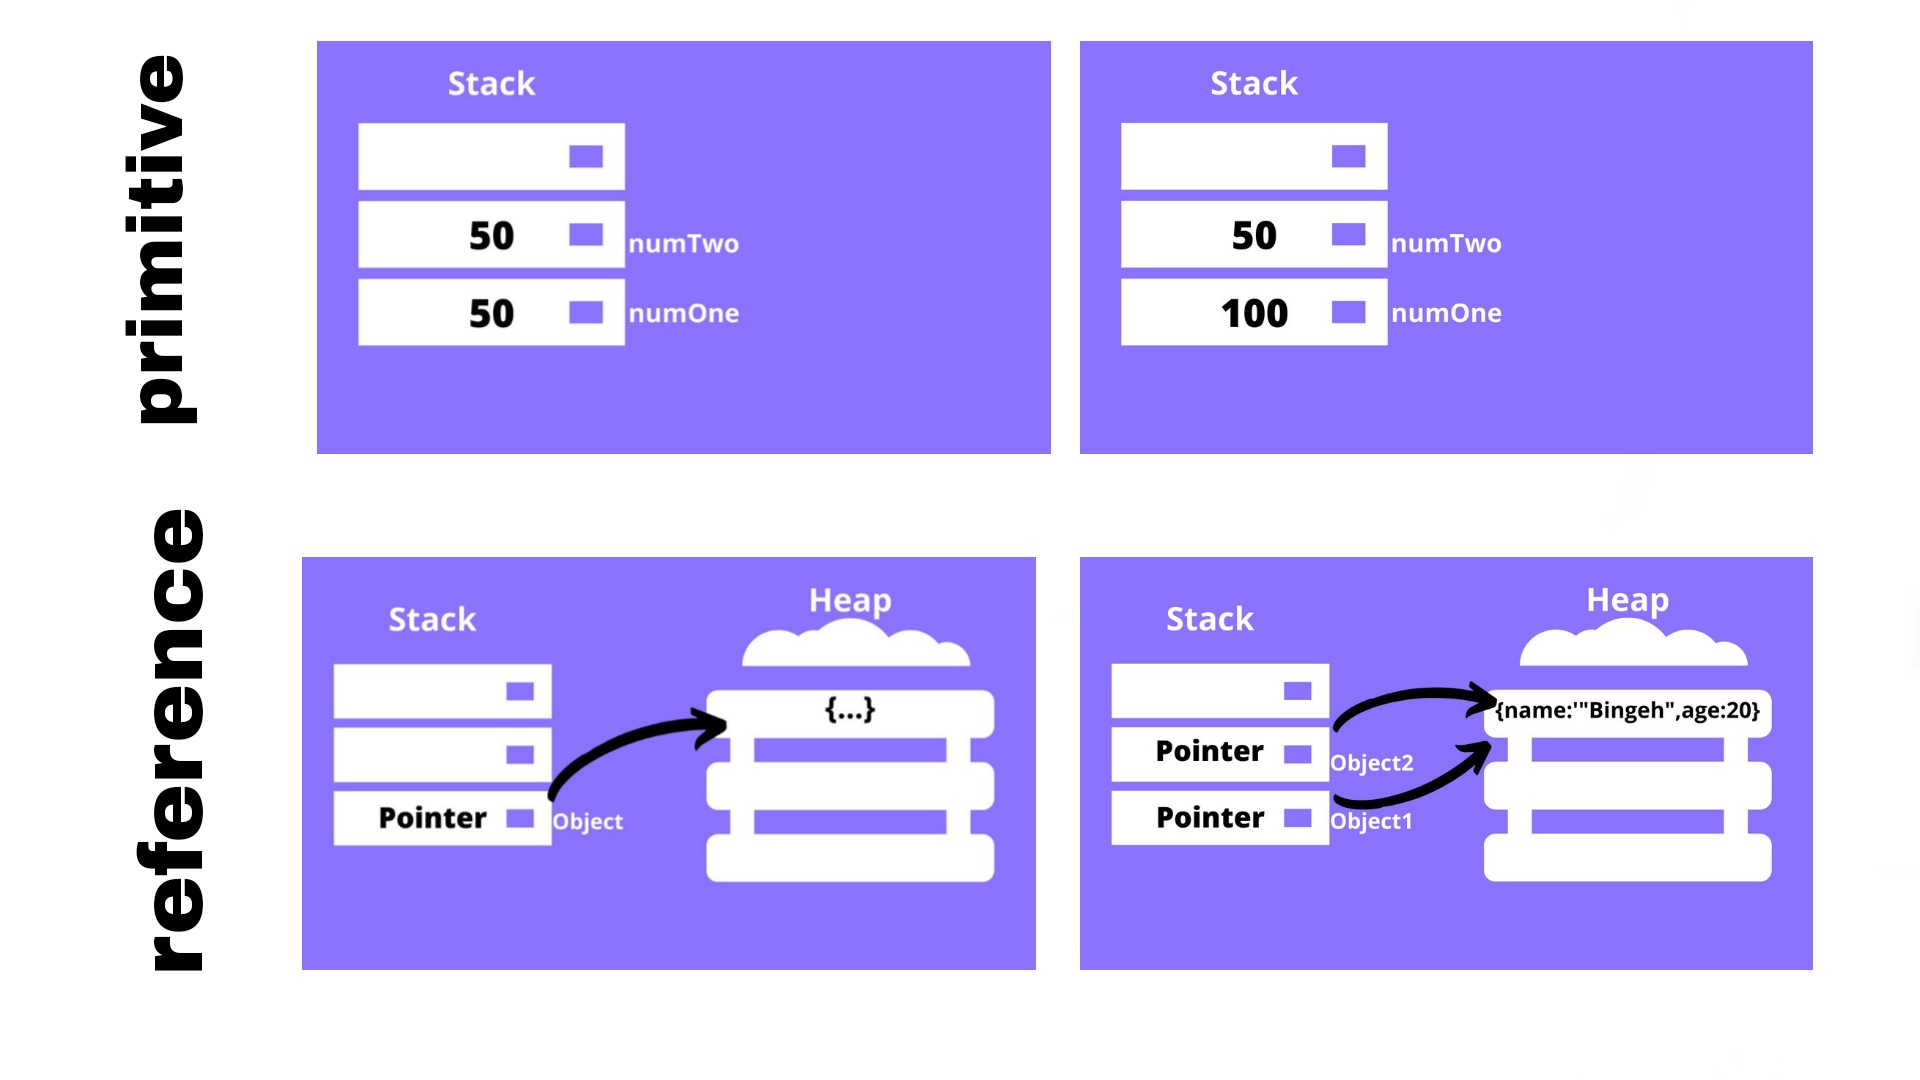 primitive
Stack
50
numTwo
50
numOne
Stack
50
numTwo
100
numOne
reference
Stack
Heap
{...}
Pointer
Object
Stack
Heap
{name:'"Bingeh",age:20}
Pointer
Object2
Pointer
Object1